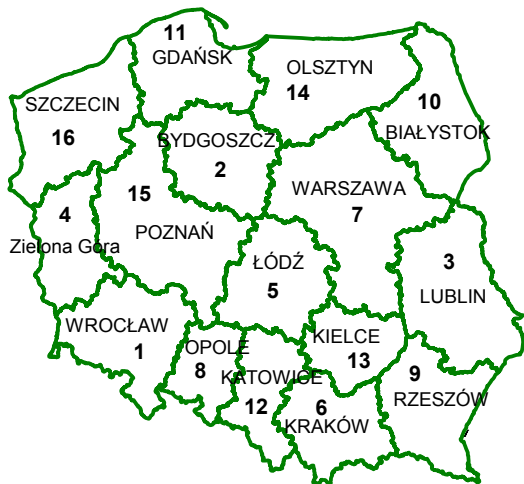 11
GDAŃSK
OLSZTYN
14
SZCZECIN
16
10
BIAŁYSTOK
BYDGOSZCZ
2
15
POZNAŃ
WARSZAWA
7
4
Zielona Góra
ŁÓDŹ
5
3
LUBLIN
WROCŁAW
1
OPOLE
8
KATOWICE
12
KIELCE
13
9
RZESZÓW
6
KRAKÓW